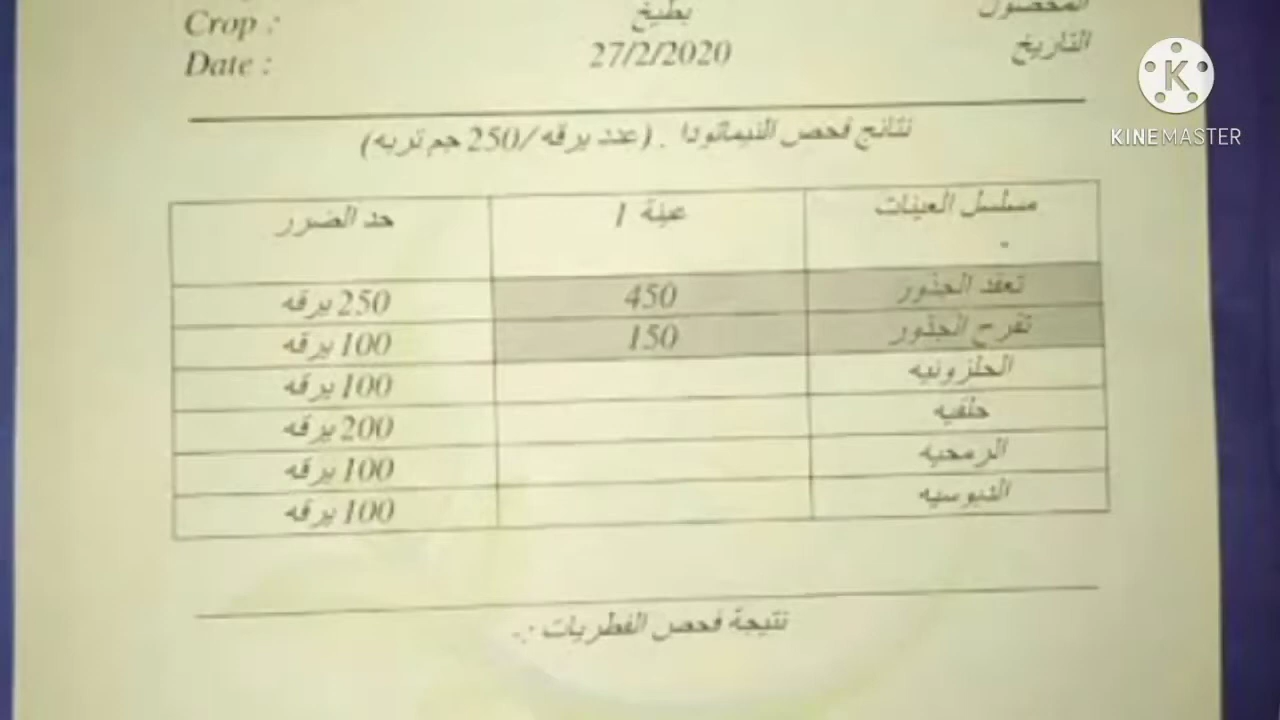 Crop : بطيخ المحصول
Date : 27/2/2020 التاريخ
نتائج فحص النيماتودا . (عدد يرقه /250 جم تربه)
مسلسل العينات عينة 1 حد الضرر
.
تعقد الجذور 450 250 يرقه
تقرح الجذور 150 100 يرقه
الحلزونيه 100 يرقه
حلقيه 200 يرقه
الرمحيه 100 يرقه
الدبوسيه 100 يرقه
نتيجة فحص الفطريات :-
KINEMASTER